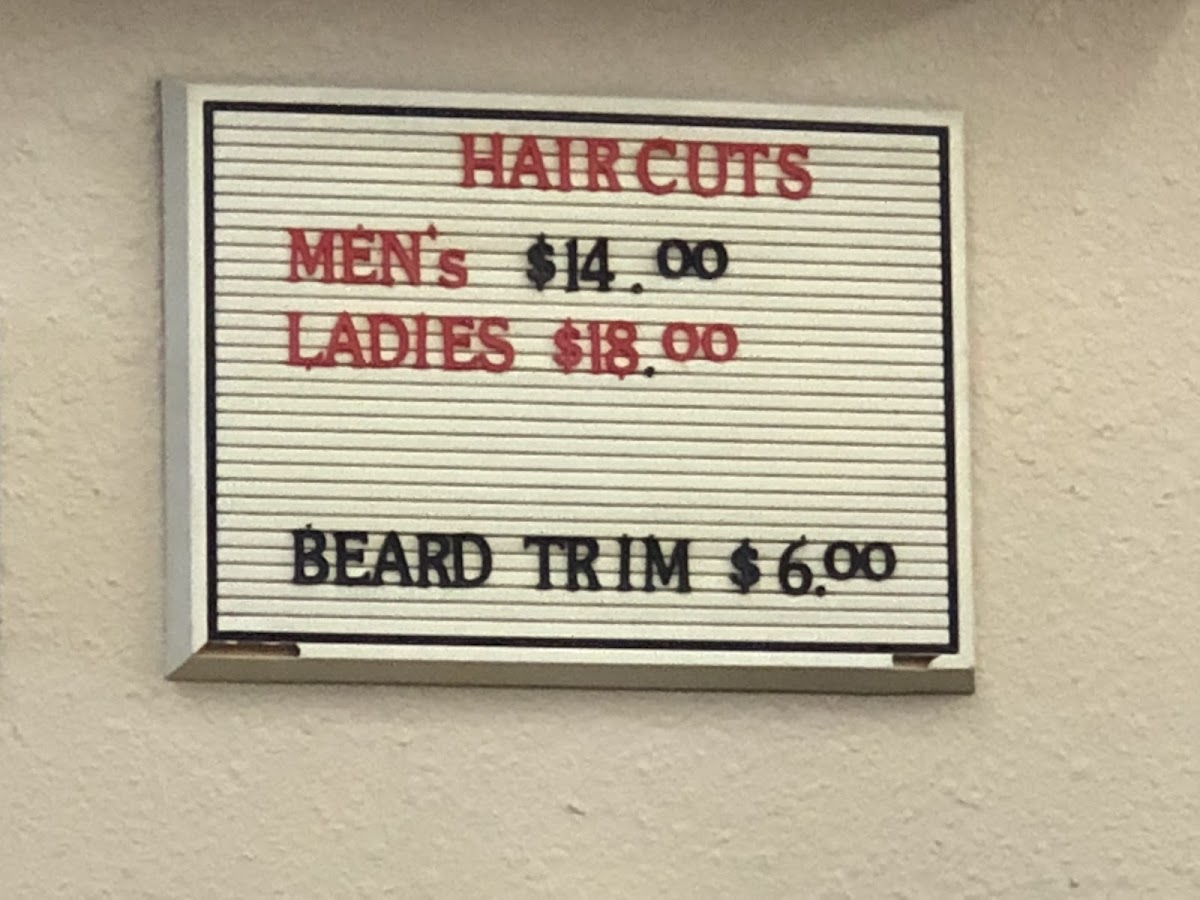 HAIRCUTS
MEN's $14.00
LADIES $18.00
BEARD TRIM $6.00